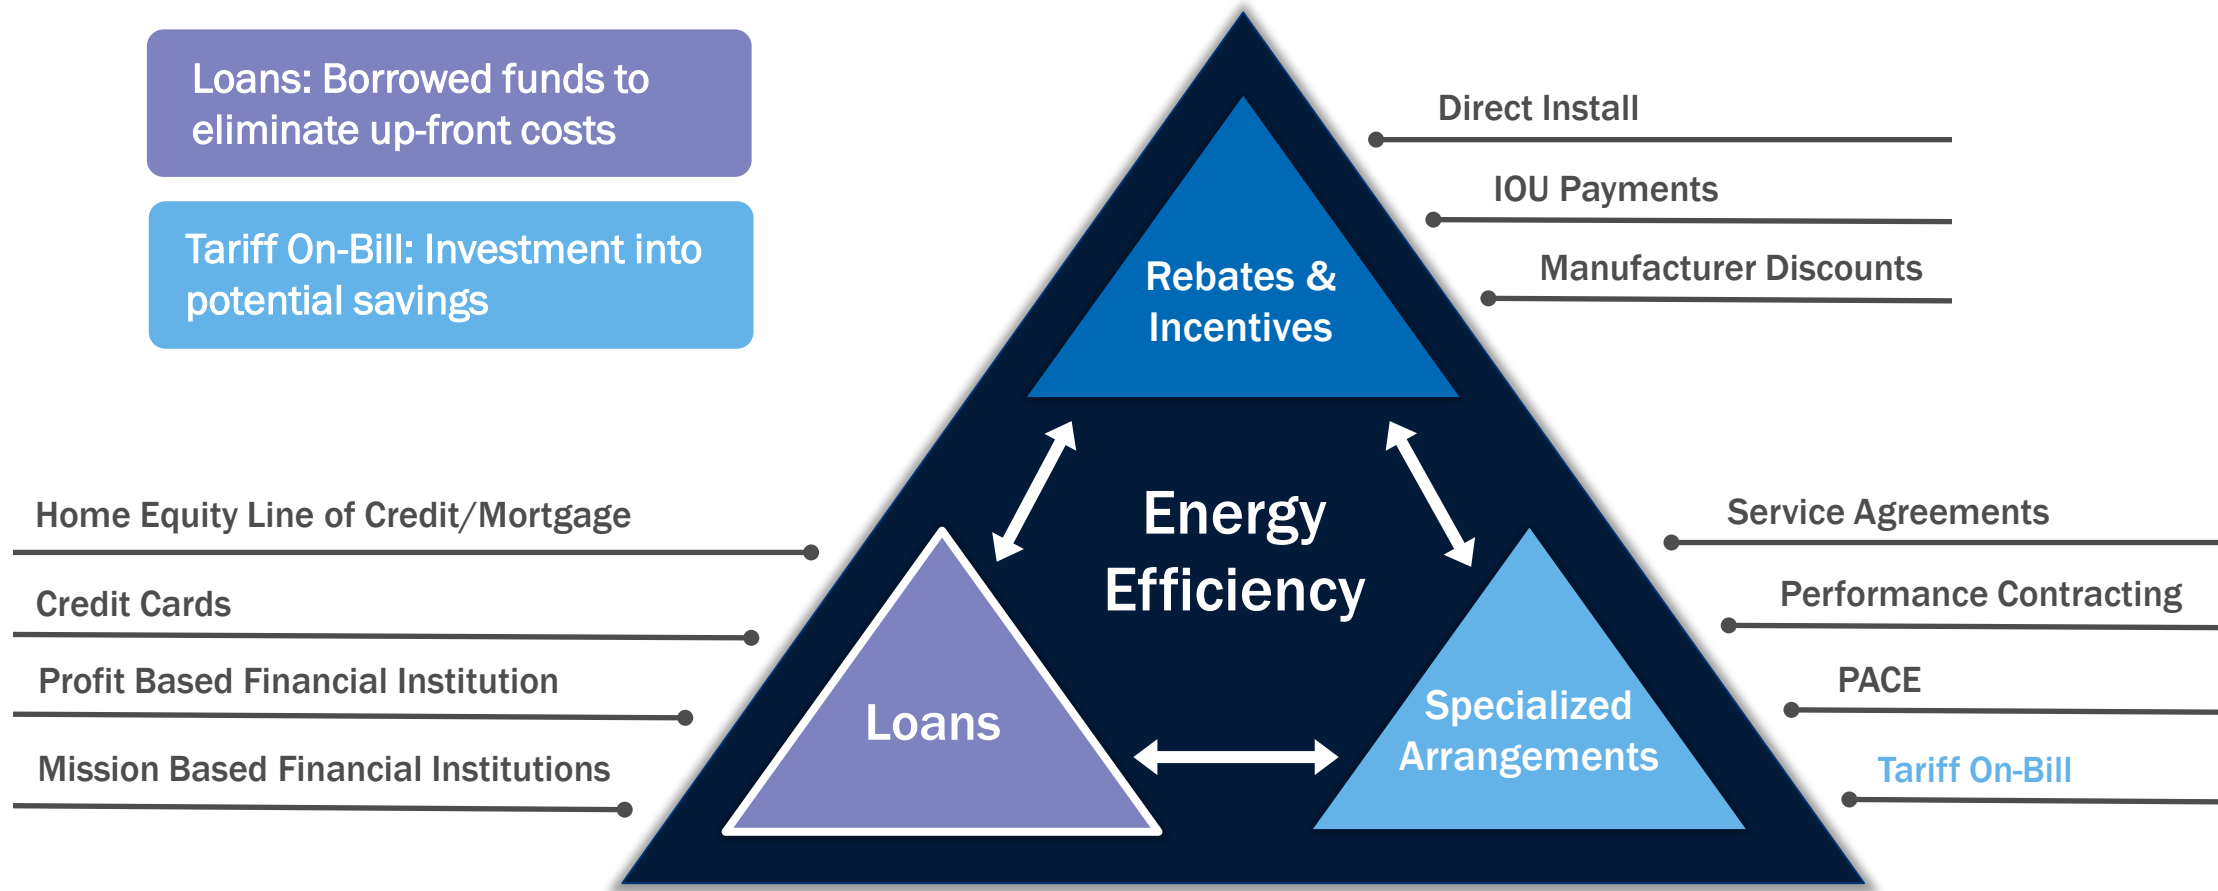 Loans: Borrowed funds to
eliminate up-front costs
Tariff On-Bill: Investment into
potential savings
Direct Install
IOU Payments
Manufacturer Discounts
Rebates &
Incentives
Energy
Efficiency
Home Equity Line of Credit/Mortgage
Credit Cards
Profit Based Financial Institution
Mission Based Financial Institutions
Loans
Specialized
Arrangements
Service Agreements
Performance Contracting
PACE
Tariff On-Bill